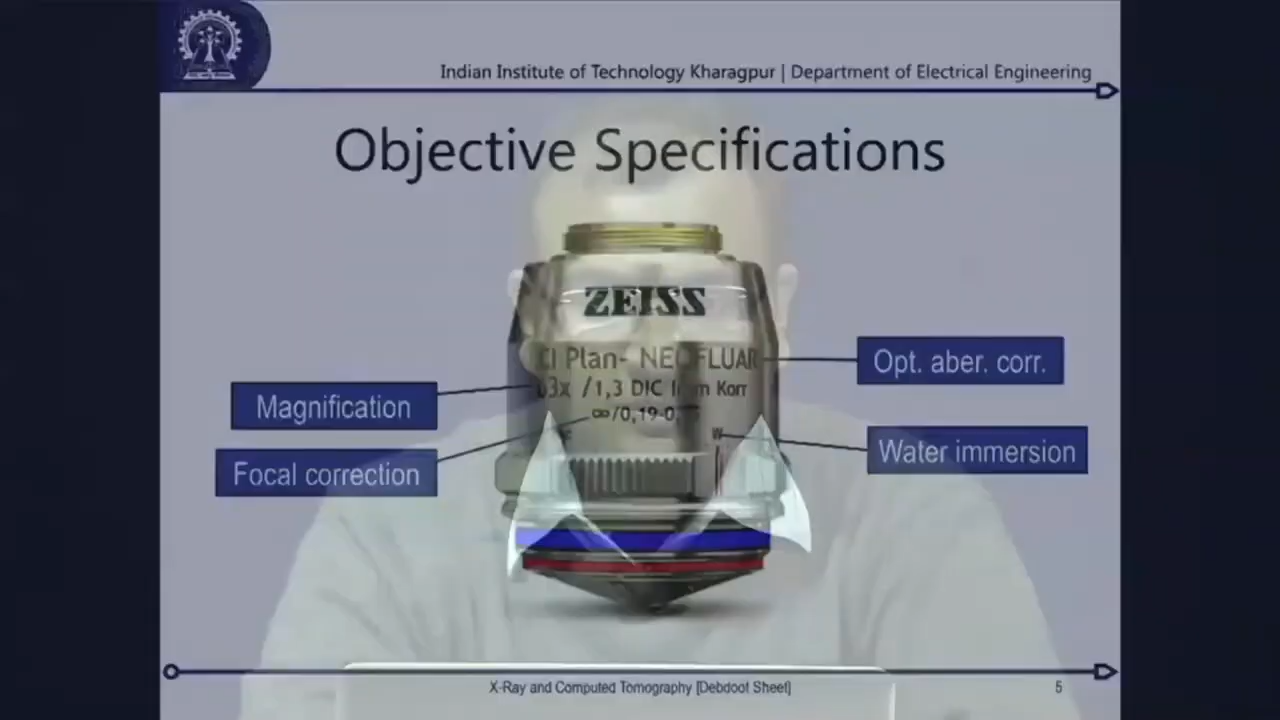 Indian Institute of Technology Kharagpur | Department of Electrical Engineering
Objective Specifications
ZEISS
Plan-
3x /1,3 DIC Korr
∞/0,19-0,
W
Opt. aber. corr.
Magnification
Water immersion
Focal correction
X-Ray and Computed Tomography [Debdoot Sheet]
5